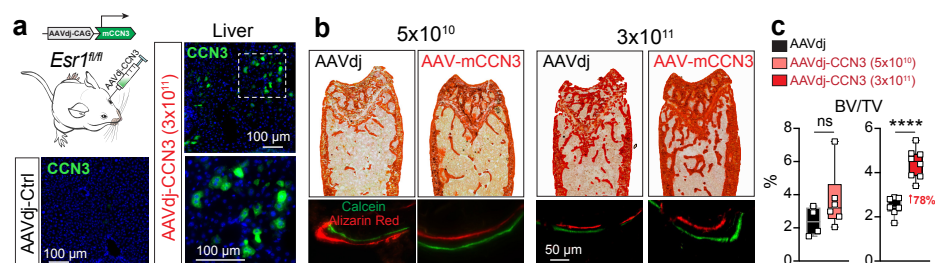 a
AAVdj-CAG mCCN3
Esr1fl/fl
AAVdj-CCN3
AAVdj-Ctrl
CCN3
100 µm
AAVdj-CCN3 (3x10¹¹)
Liver
CCN3
100 µm
100 µm
b
5x10¹⁰
3x10¹¹
AAVdj
AAV-mCCN3
AAVdj
AAV-mCCN3
Calcein
Alizarin Red
50 µm
c
AAVdj
AAVdj-CCN3 (5x10¹⁰)
AAVdj-CCN3 (3x10¹¹)
BV/TV
ns
****
%
8
6
4
2
0
6
4
2
0
↑78%